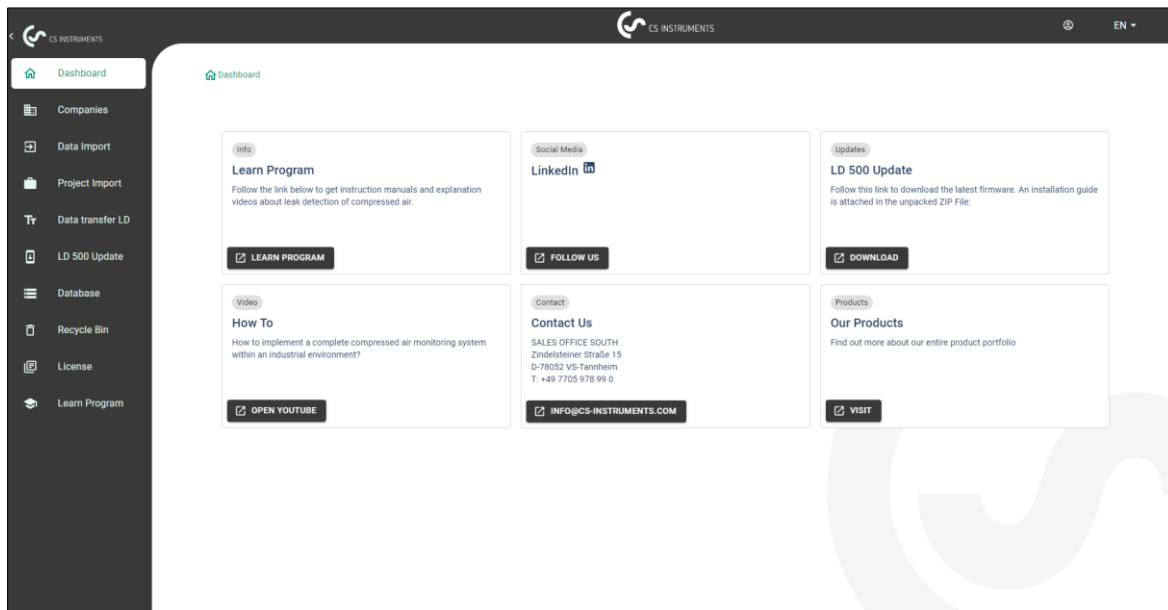 CS INSTRUMENTS
CS INSTRUMENTS
EN
Dashboard
Companies
Data Import
Project Import
Data transfer LD
LD 500 Update
Database
Recycle Bin
License
Learn Program
Dashboard
Info
Learn Program
Follow the link below to get instruction manuals and explanation
videos about leak detection of compressed air.
LEARN PROGRAM
Social Media
LinkedIn in
FOLLOW US
Updates
LD 500 Update
Follow this link to download the latest firmware. An installation guide
is attached in the unpacked ZIP File:
DOWNLOAD
Video
How To
How to implement a complete compressed air monitoring system
within an industrial environment?
OPEN YOUTUBE
Contact
Contact Us
SALES OFFICE SOUTH
Zindelsteiner Straße 15
D-78052 VS-Tannheim
T: +49 7705 978 99 0
INFO@CS-INSTRUMENTS.COM
Products
Our Products
Find out more about our entire product portfolio
VISIT